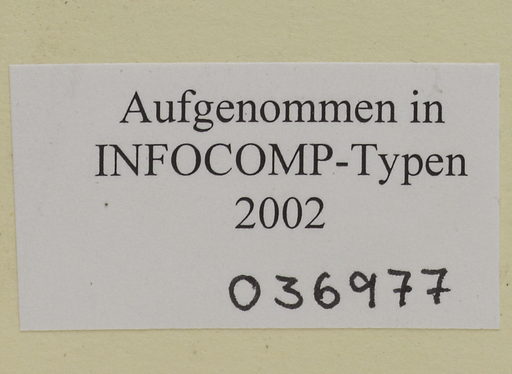 Aufgenommen in
INFOCOMP-Typen
2002
036977